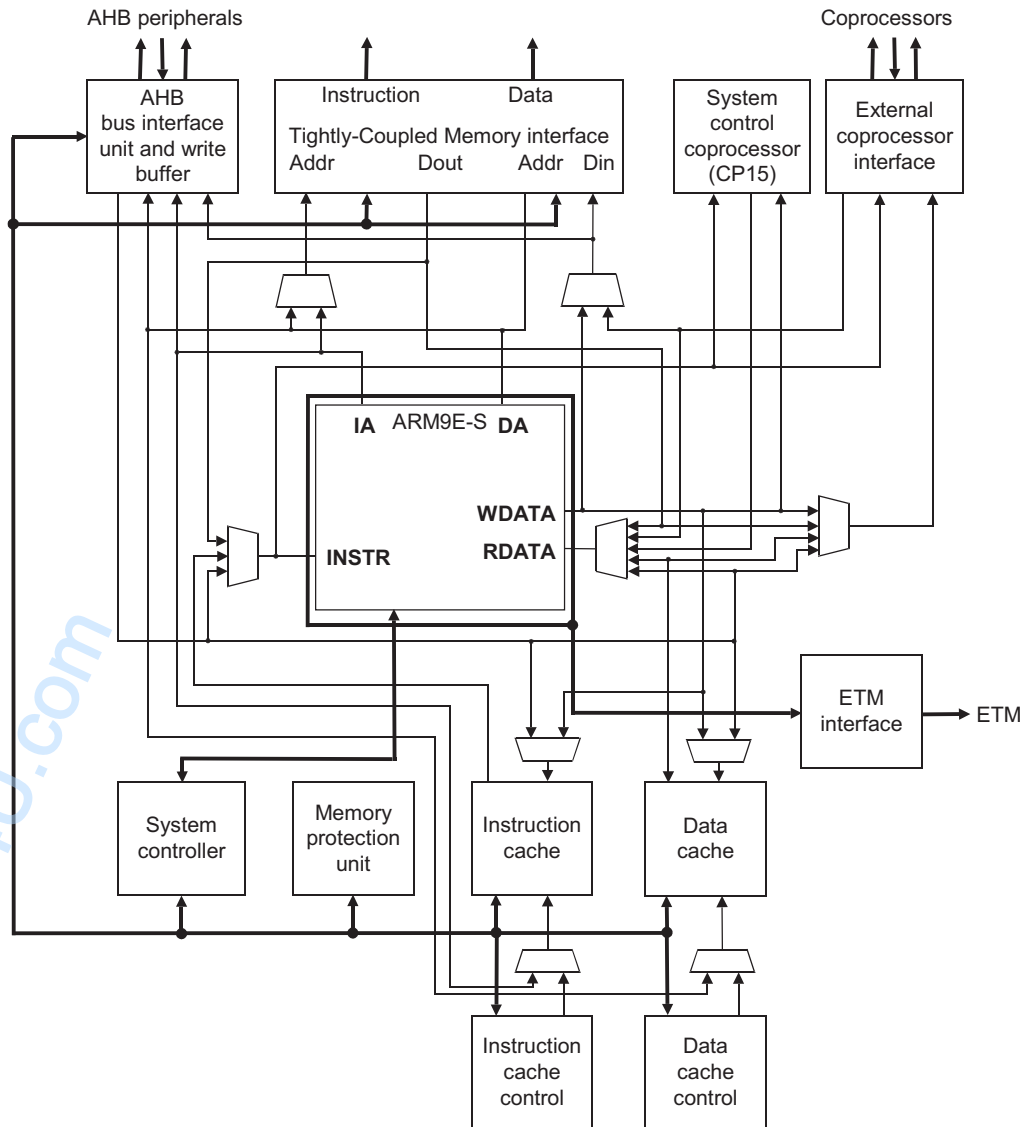 AHB peripherals
Coprocessors
AHB
bus interface
unit and write
buffer
Instruction Data
Tightly-Coupled Memory interface
Addr Dout Addr Din
System
control
coprocessor
(CP15)
External
coprocessor
interface
IA ARM9E-S DA
WDATA
RDATA
INSTR
ETM
interface
ETM
System
controller
Memory
protection
unit
Instruction
cache
Data
cache
Instruction
cache
control
Data
cache
control